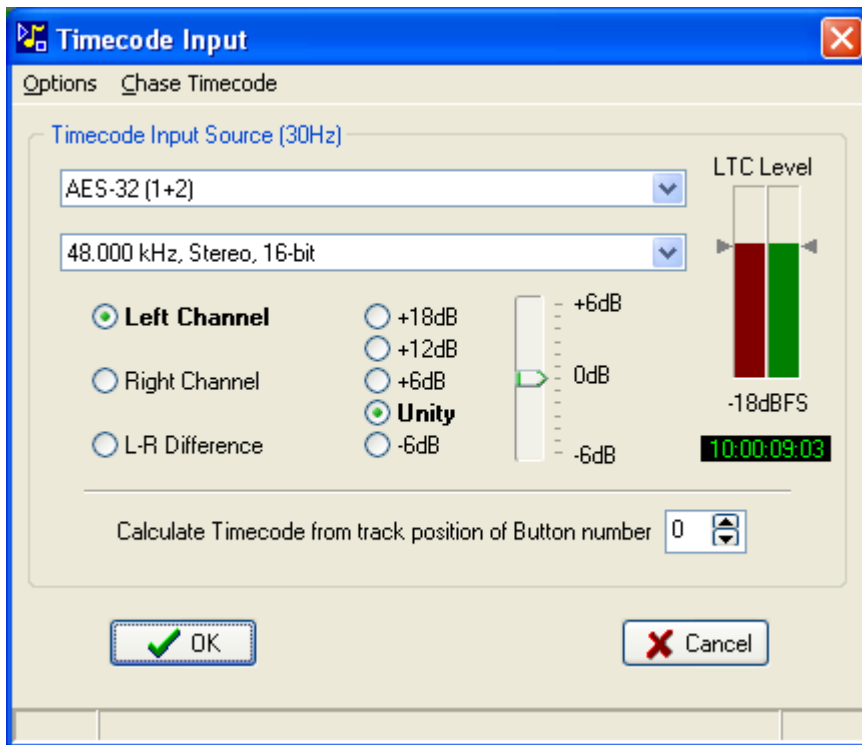 Timecode Input
Options Chase Timecode
Timecode Input Source (30Hz)
AES-32 (1+2)
48.000 kHz, Stereo, 16-bit
Left Channel
Right Channel
L-R Difference
+18dB
+12dB
+6dB
Unity
-6dB
+6dB
0dB
-6dB
LTC Level
-18dBFS
10:00:09:03
Calculate Timecode from track position of Button number 0
OK
Cancel